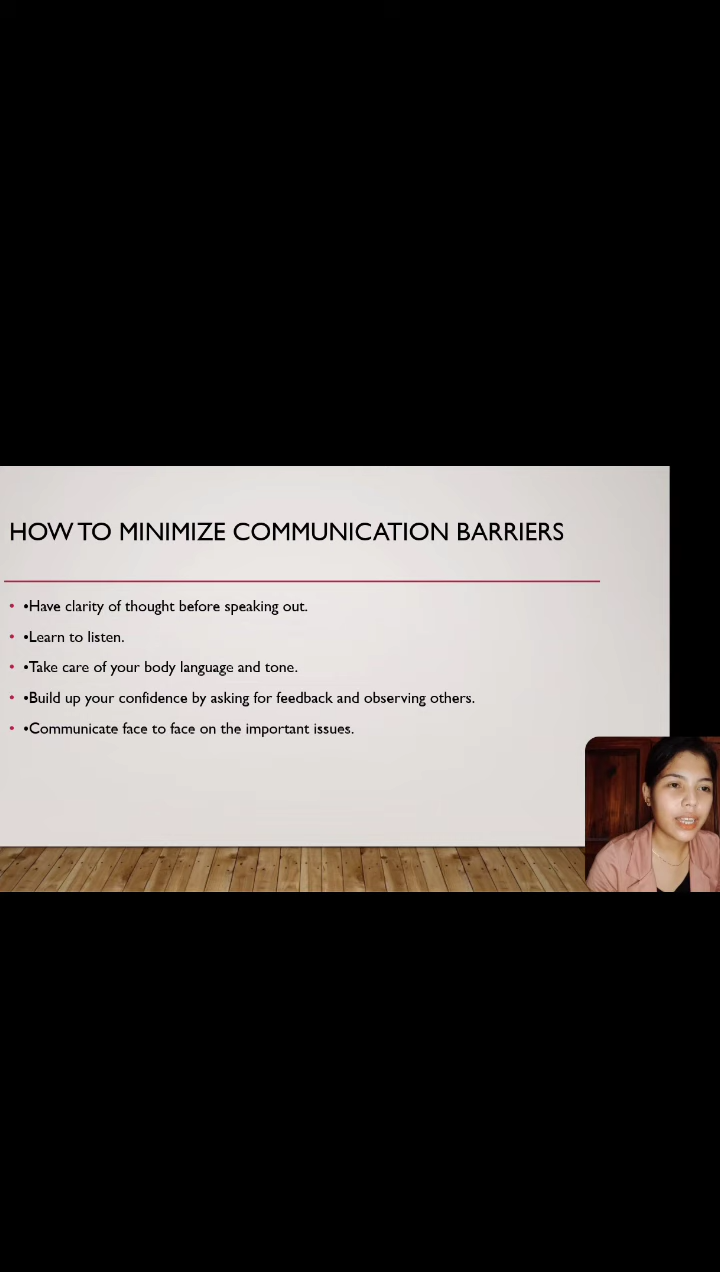 HOW TO MINIMIZE COMMUNICATION BARRIERS
• •Have clarity of thought before speaking out.
• •Learn to listen.
• •Take care of your body language and tone.
• •Build up your confidence by asking for feedback and observing others.
• •Communicate face to face on the important issues.